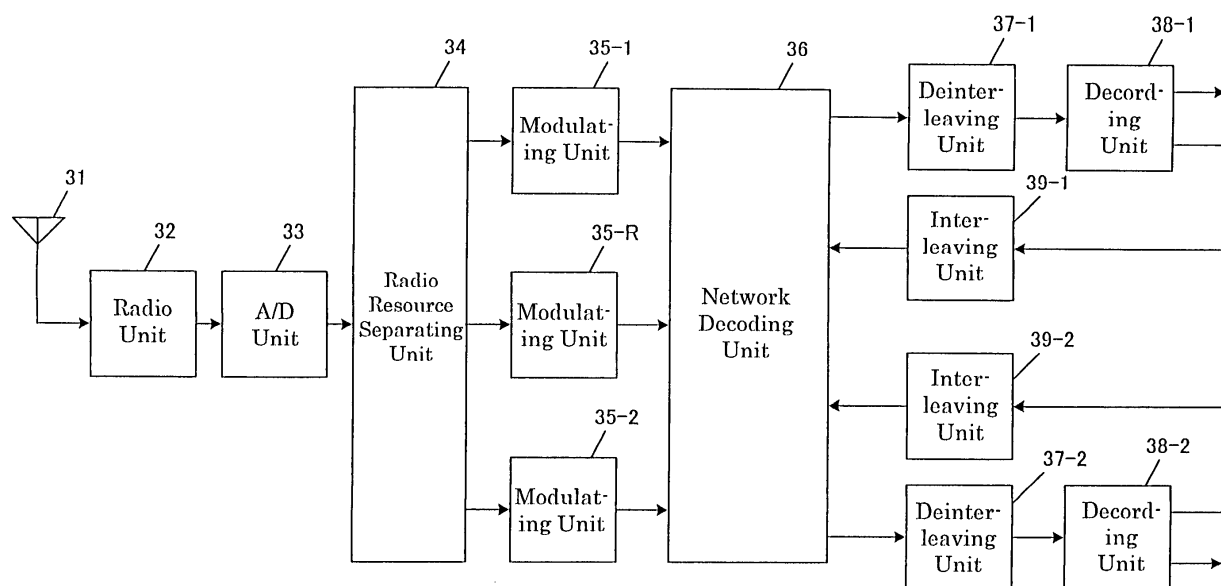 31
32
Radio
Unit
33
A/D
Unit
34
Radio
Resource
Separating
Unit
35-1
Modulat-
ing Unit
35-R
Modulat-
ing Unit
35-2
Modulat-
ing Unit
36
Network
Decoding
Unit
37-1
Deinter-
leaving
Unit
38-1
Decord-
ing
Unit
39-1
Inter-
leaving
Unit
39-2
Inter-
leaving
Unit
37-2
Deinter-
leaving
Unit
38-2
Decord-
ing
Unit